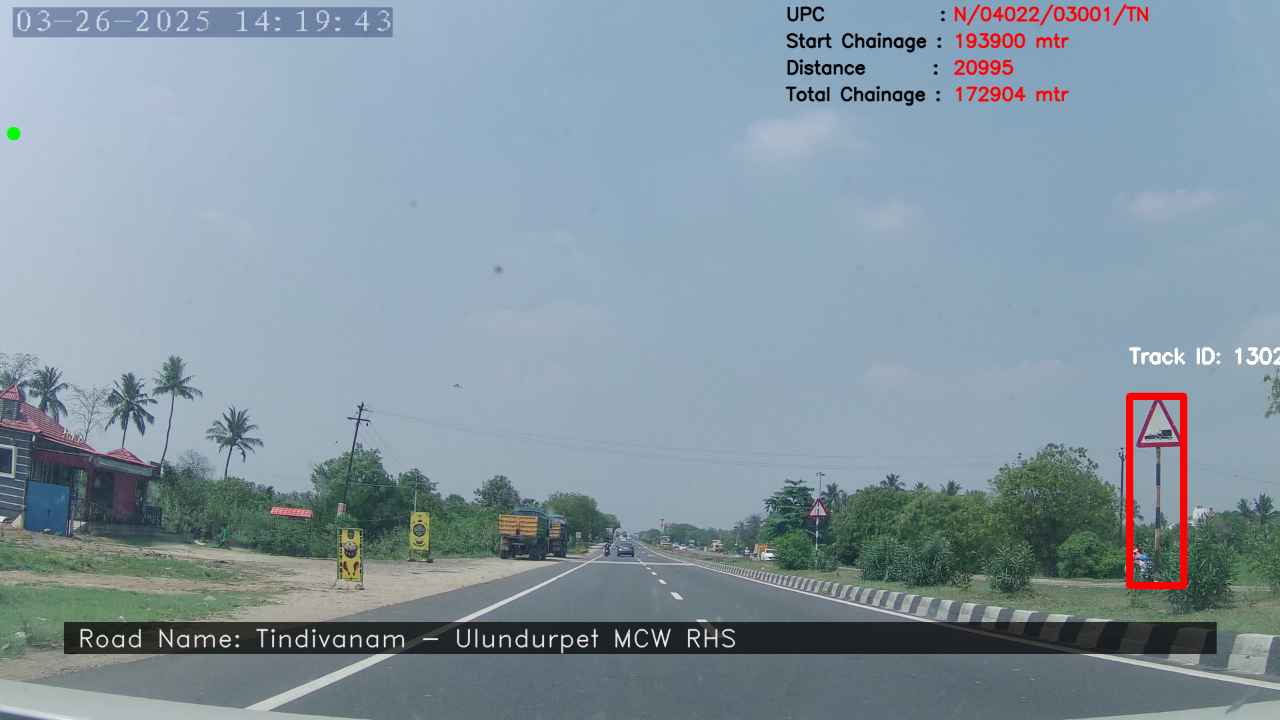 03-26-2025 14:19:43
UPC : N/04022/03001/TN
Start Chainage : 193900 mtr
Distance : 20995
Total Chainage : 172904 mtr
Track ID: 1302
Road Name: Tindivanam - Ulundurpet MCW RHS